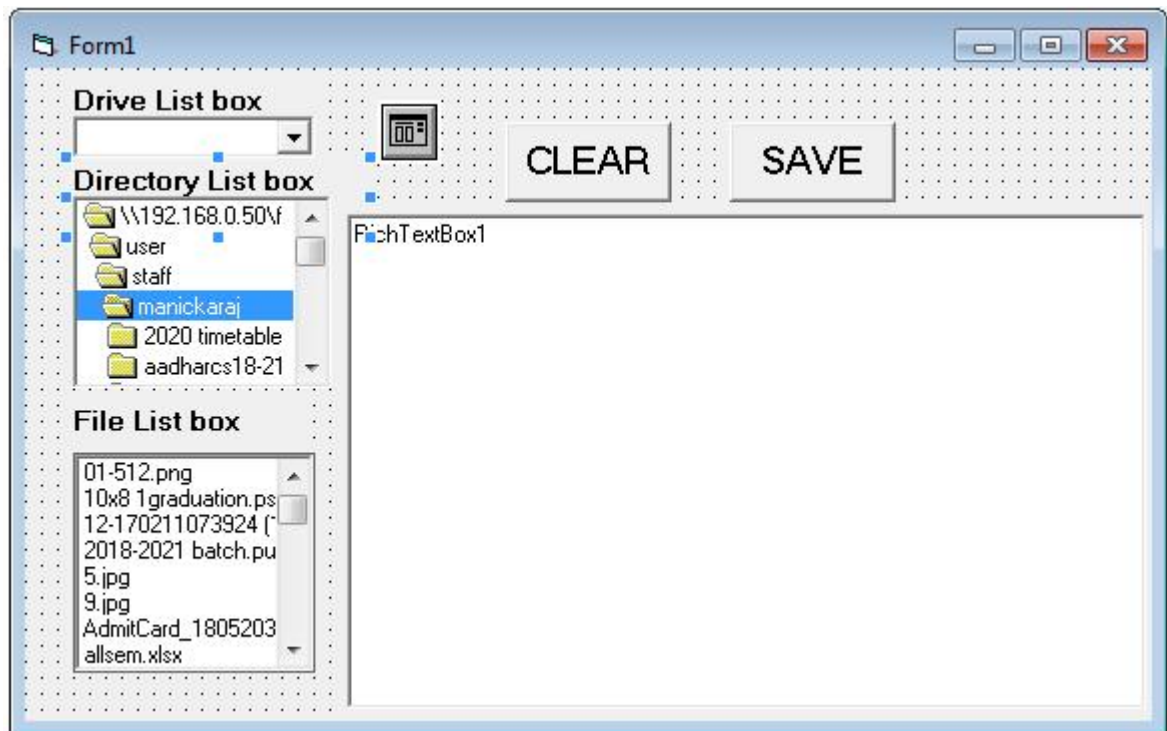 Form1
Drive List box
CLEAR
SAVE
Directory List box
\\192.168.0.50\f
user
staff
manickaraj
2020 timetable
aadharcs18-21
RichTextBox1
File List box
01-512.png
10x8 1graduation.ps
12-170211073924 (
2018-2021 batch.pu
5.jpg
9.jpg
AdmitCard_1805203
allsem.xlsx